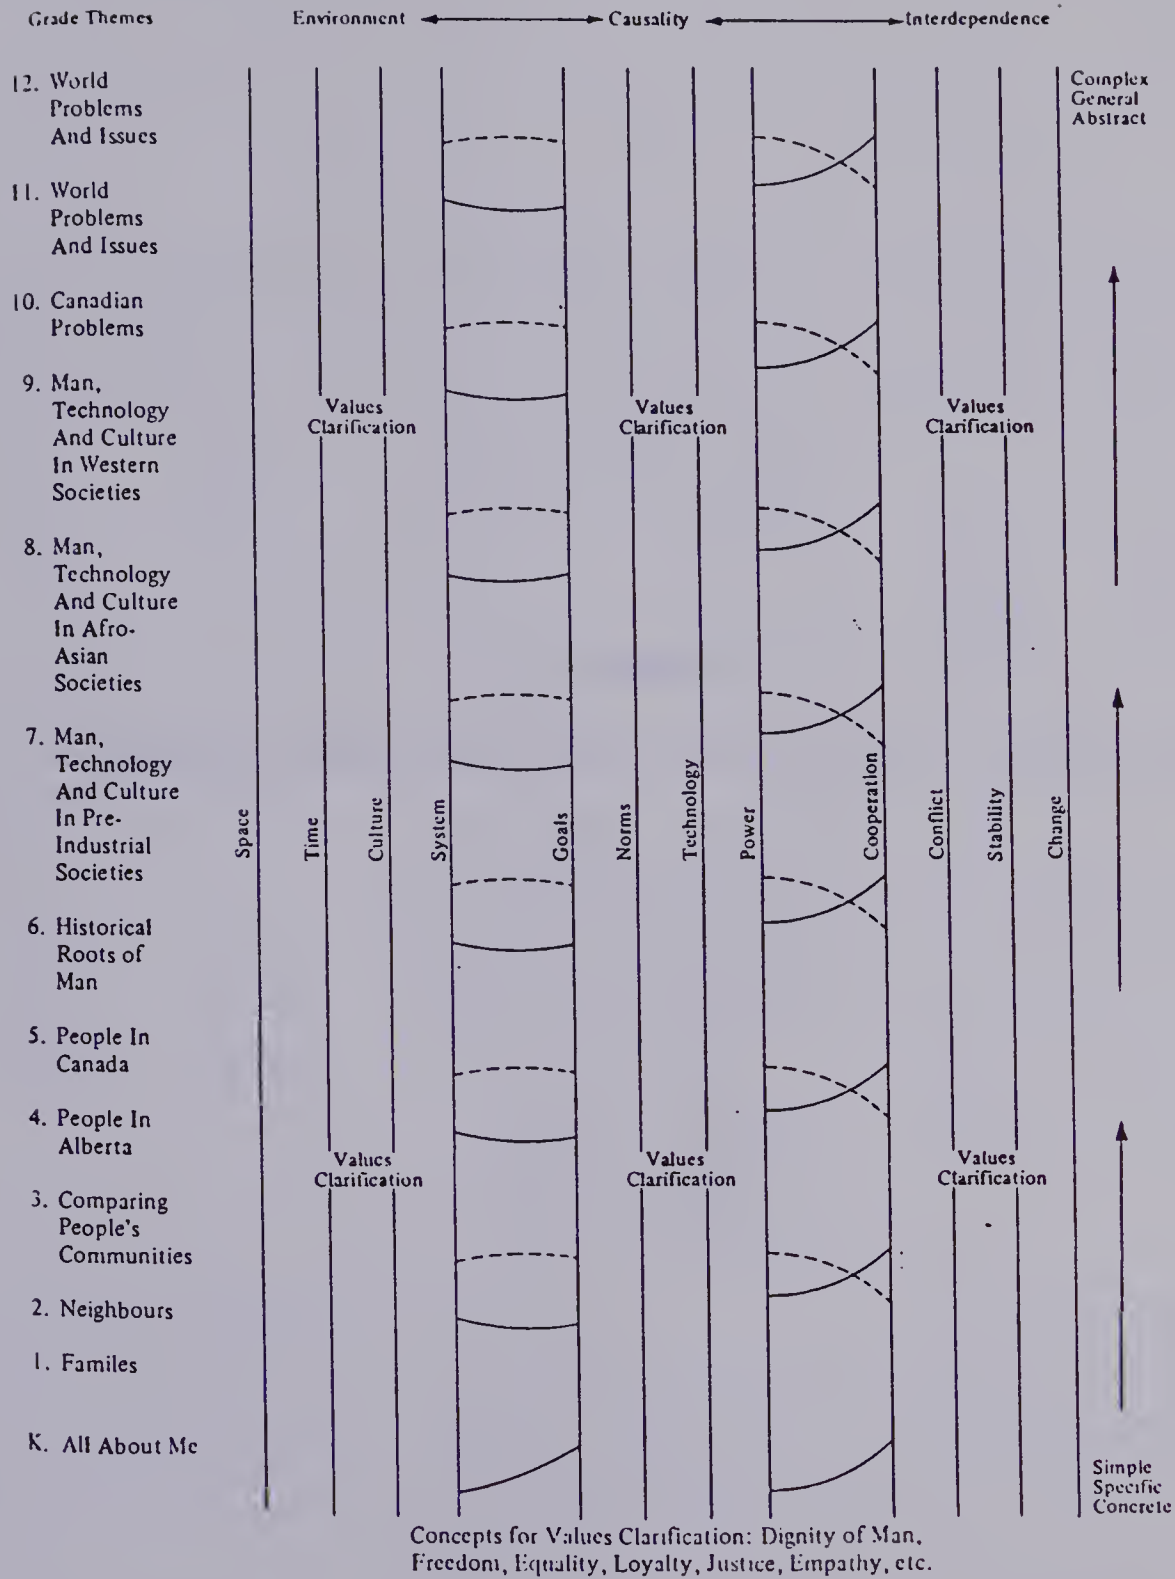 Grade Themes
Environment
Causality
Interdependence
12. World
Problems
And Issues
11. World
Problems
And Issues
10. Canadian
Problems
9. Man,
Technology
And Culture
In Western
Societies
8. Man,
Technology
And Culture
In Afro-
Asian
Societies
7. Man,
Technology
And Culture
In Pre-
Industrial
Societies
6. Historical
Roots of
Man
5. People In
Canada
4. People In
Alberta
3. Comparing
People's
Communities
2. Neighbours
1. Familes
K. All About Me
Values
Clarification
Values
Clarification
Values
Clarification
Space
Time
Culture
System
Goals
Norms
Technology
Power
Cooperation
Conflict
Stability
Change
Values
Clarification
Values
Clarification
Values
Clarification
Complex
General
Abstract
Simple
Specific
Concrete
Concepts for Values Clarification: Dignity of Man,
Freedom, Equality, Loyalty, Justice, Empathy, etc.